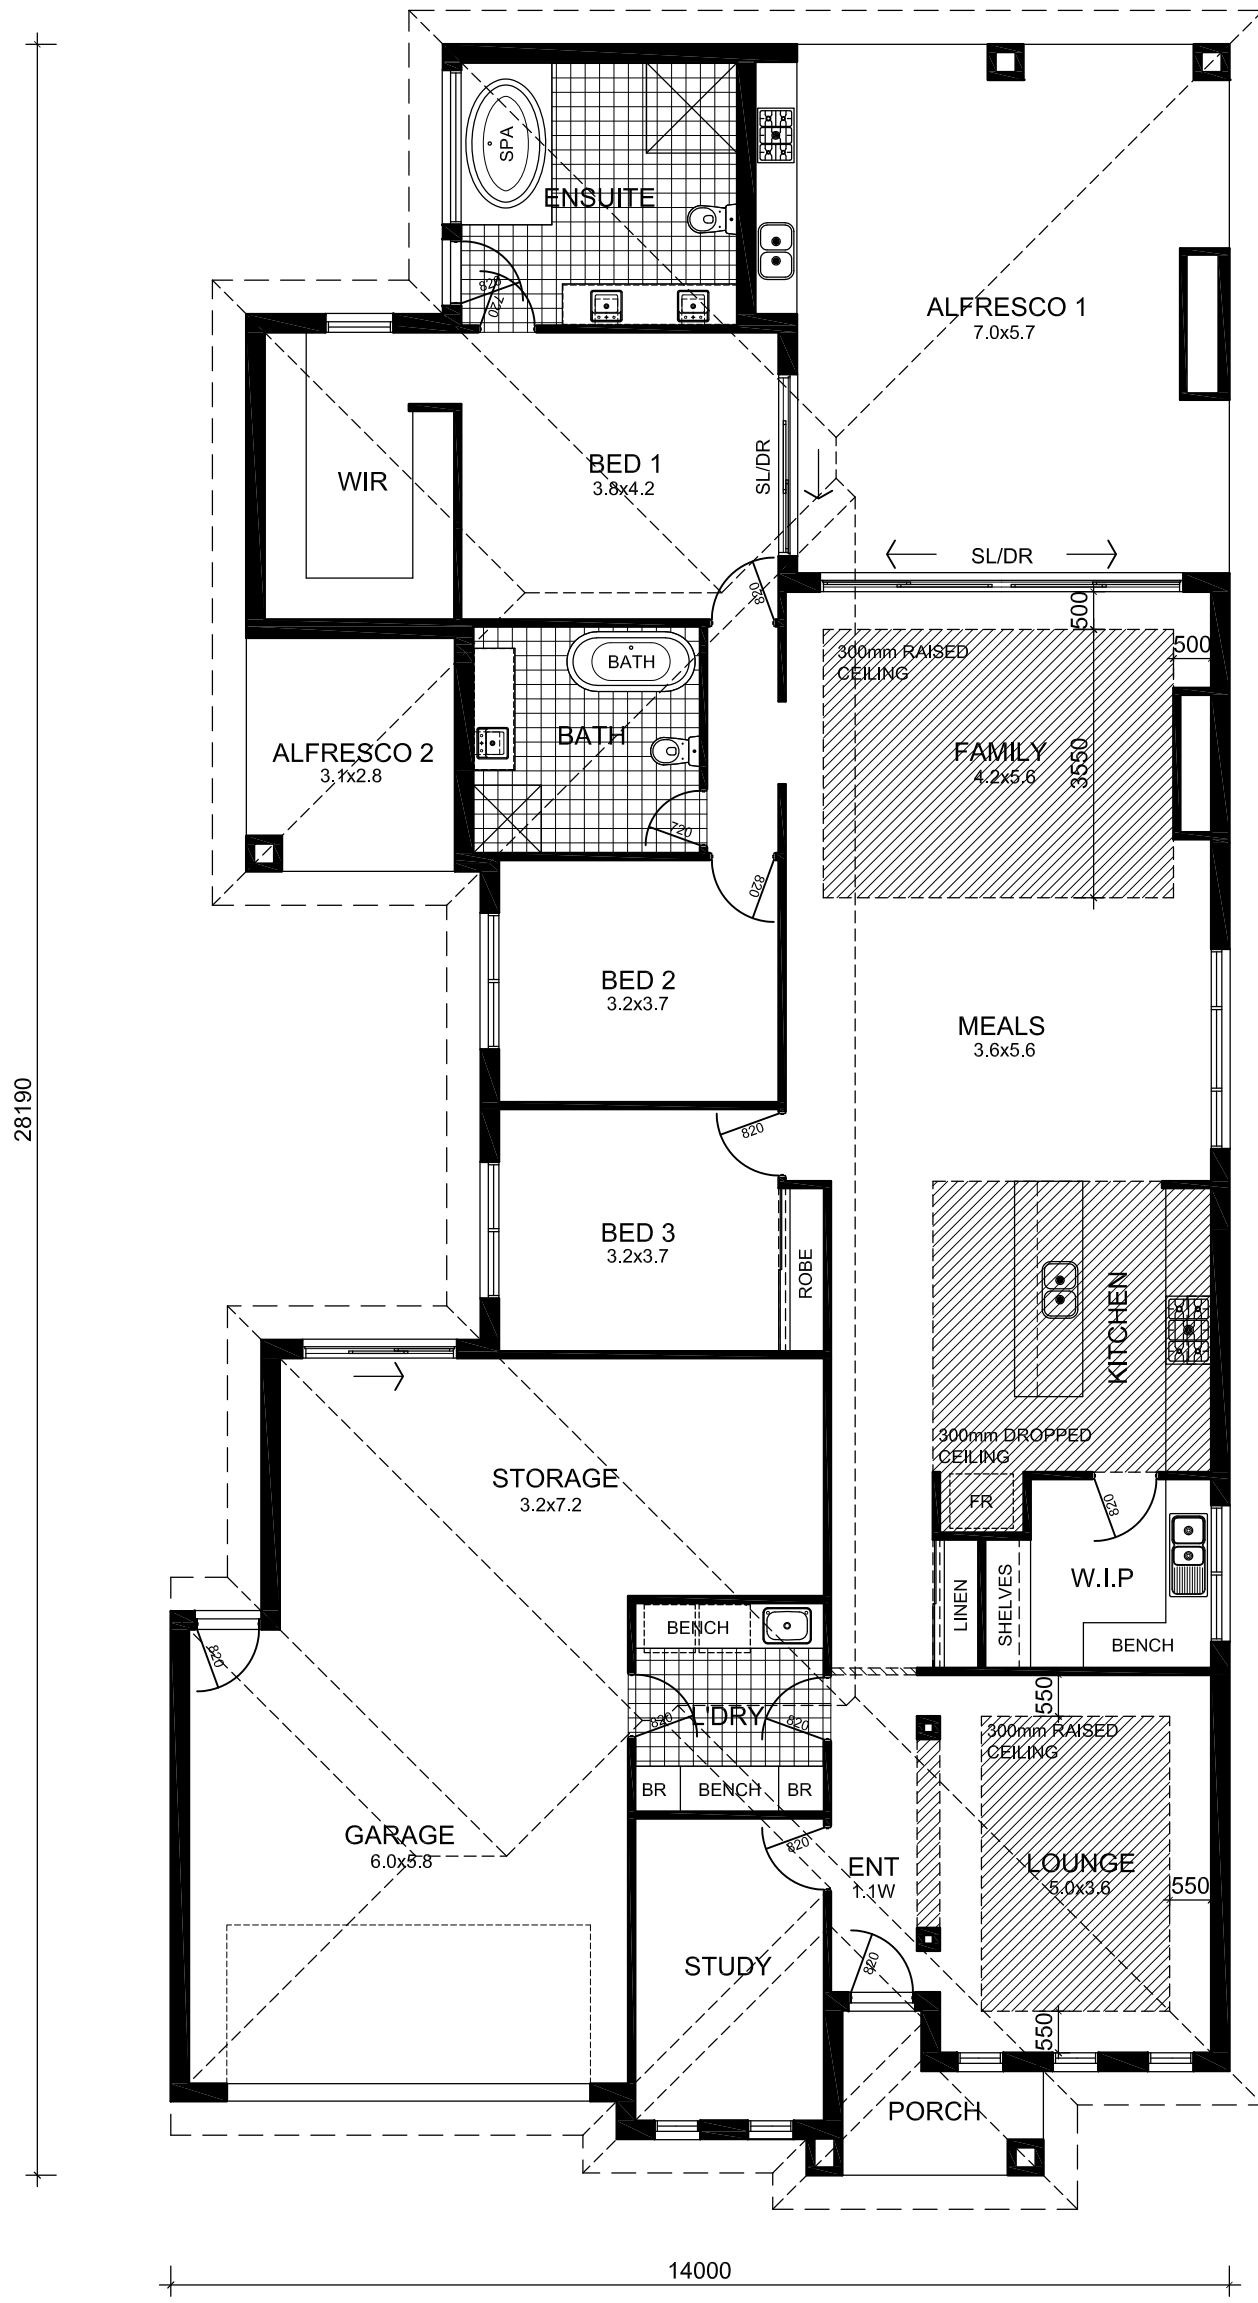 SPA
ENSUITE
820
720
ALFRESCO 1
7.0x5.7
WIR
BED 1
3.8x4.2
SL/DR
SL/DR
820
500
300mm RAISED
CEILING
500
BATH
BATH
720
ALFRESCO 2
3.1x2.8
FAMILY
4.2x5.6
3550
820
BED 2
3.2x3.7
MEALS
3.6x5.6
28190
820
BED 3
3.2x3.7
ROBE
KITCHEN
300mm DROPPED
CEILING
STORAGE
3.2x7.2
FR
820
W.I.P
LINEN
SHELVES
BENCH
BENCH
820
L'DRY
820
820
550
300mm RAISED
CEILING
BR
BENCH
BR
GARAGE
6.0x5.8
820
ENT
1.1W
LOUNGE
5.0x3.6
550
STUDY
820
550
PORCH
14000